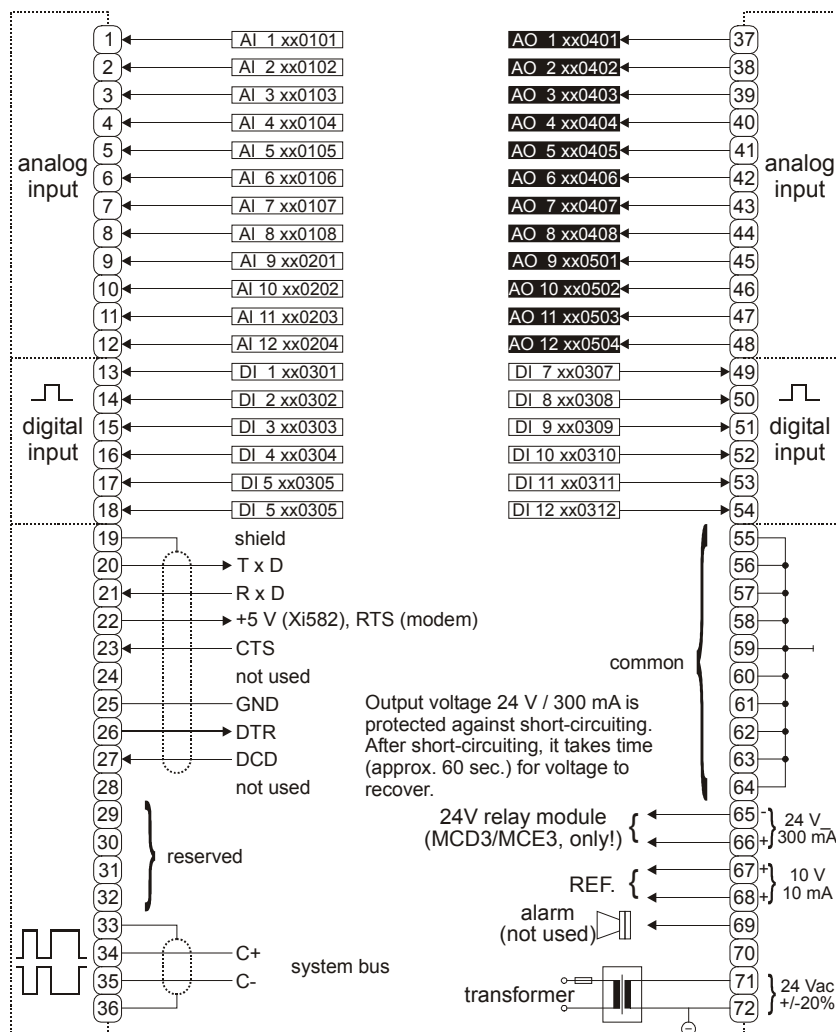 analog
input
digital
input
1 AI 1 xx0101
2 AI 2 xx0102
3 AI 3 xx0103
4 AI 4 xx0104
5 AI 5 xx0105
6 AI 6 xx0106
7 AI 7 xx0107
8 AI 8 xx0108
9 AI 9 xx0201
10 AI 10 xx0202
11 AI 11 xx0203
12 AI 12 xx0204
13 DI 1 xx0301
14 DI 2 xx0302
15 DI 3 xx0303
16 DI 4 xx0304
17 DI 5 xx0305
18 DI 5 xx0305
19 shield
20 T x D
21 R x D
22 +5 V (Xi582), RTS (modem)
23 CTS
24 not used
25 GND
26 DTR
27 DCD
28 not used
29
30
31
32
reserved
33
34 C+
35 C-
36
system bus
AO 1 xx0401 37
AO 2 xx0402 38
AO 3 xx0403 39
AO 4 xx0404 40
AO 5 xx0405 41
AO 6 xx0406 42
AO 7 xx0407 43
AO 8 xx0408 44
AO 9 xx0501 45
AO 10 xx0502 46
AO 11 xx0503 47
AO 12 xx0504 48
analog
input
DI 7 xx0307 49
DI 8 xx0308 50
DI 9 xx0309 51
DI 10 xx0310 52
DI 11 xx0311 53
DI 12 xx0312 54
digital
input
common
55
56
57
58
59
60
61
62
63
64
Output voltage 24 V / 300 mA is
protected against short-circuiting.
After short-circuiting, it takes time
(approx. 60 sec.) for voltage to
recover.
24V relay module
(MCD3/MCE3, only!)
65 -
66 +
24 V
300 mA
REF.
67 +
68 +
10 V
10 mA
alarm
(not used)
69
70
transformer
71
72
24 Vac
+/-20%